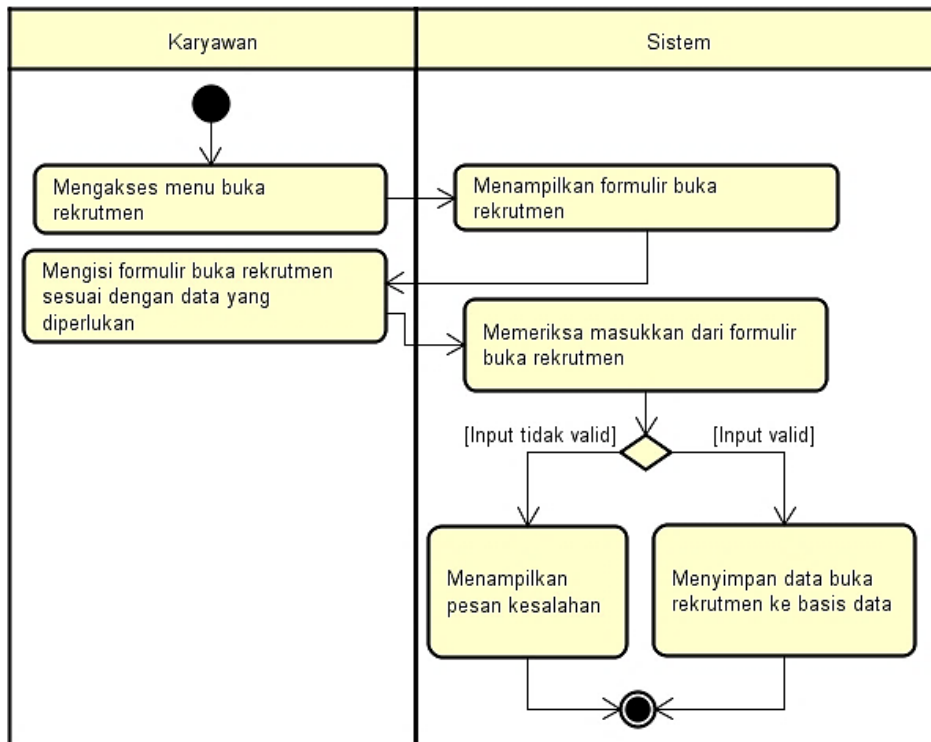 Karyawan
Sistem
Mengakses menu buka
rekrutmen
Menampilkan formulir buka
rekrutmen
Mengisi formulir buka rekrutmen
sesuai dengan data yang
diperlukan
Memeriksa masukkan dari formulir
buka rekrutmen
[Input tidak valid]
[Input valid]
Menampilkan
pesan kesalahan
Menyimpan data buka
rekrutmen ke basis data